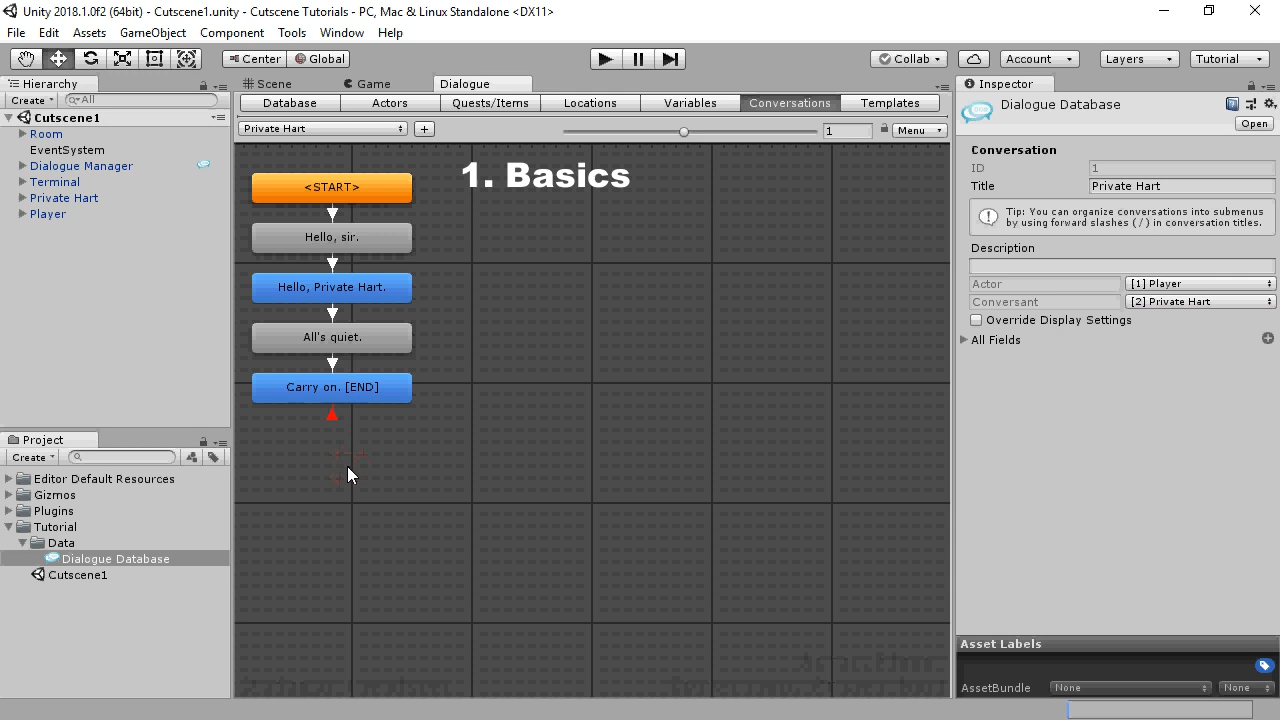 Unity 2018.1.0f2 (64bit) - Cutscene1.unity - Cutscene Tutorials - PC, Mac & Linux Standalone <DX11>
File Edit Assets GameObject Component Tools Window Help
Center Global Collab Account Layers Tutorial
Hierarchy
Create All
Cutscene1
Room
EventSystem
Dialogue Manager
Terminal
Private Hart
Player
Project
Create
Editor Default Resources
Gizmos
Plugins
Tutorial
Data
Dialogue Database
Cutscene1
Scene Game Dialogue
Database Actors Quests/Items Locations Variables Conversations Templates
Private Hart + 1 Menu
1. Basics
<START>
Hello, sir.
Hello, Private Hart.
All's quiet.
Carry on. [END]
Inspector
Dialogue Database
Open
Conversation
ID 1
Title Private Hart
Tip: You can organize conversations into submenus
by using forward slashes ( / ) in conversation titles.
Description
Actor [1] Player
Conversant [2] Private Hart
Override Display Settings
All Fields
Asset Labels
AssetBundle None None